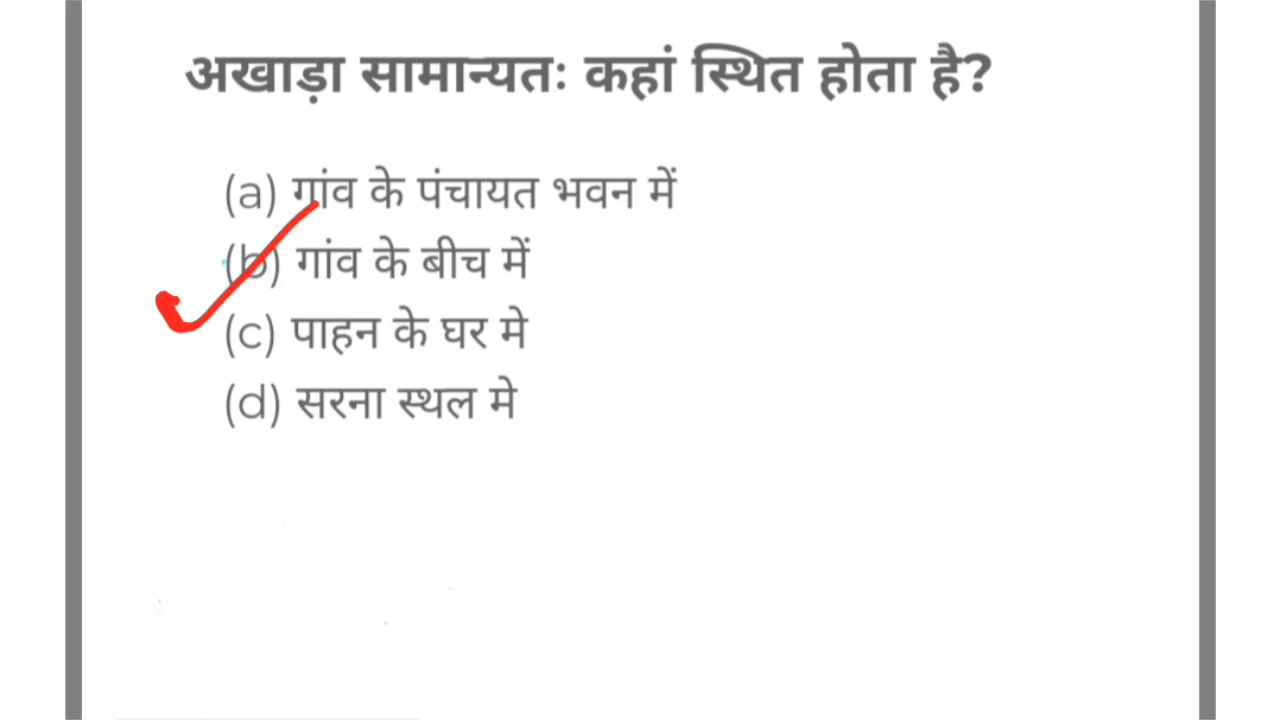 अखाड़ा सामान्यतः कहां स्थित होता है?
(a) गांव के पंचायत भवन में
(b) गांव के बीच में
(c) पाहन के घर मे
(d) सरना स्थल मे